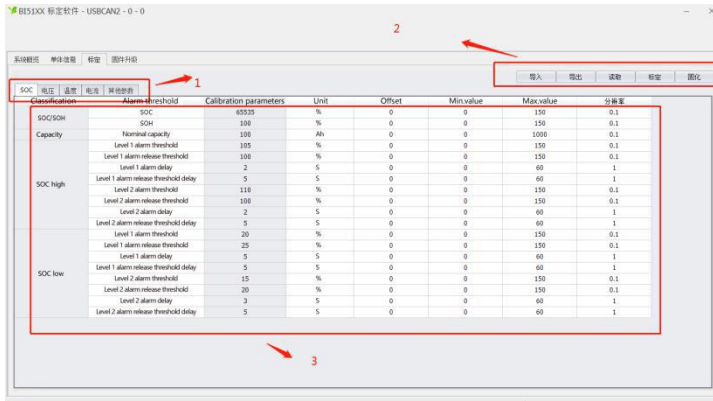 BI51XX 标定软件 - USBCAN2 - 0 - 0
2
系统概览 单体信息 标定 固件升级
导入 导出 读取 标定 固化
1
SOC 电压 温度 电流 其他参数
Classification Alarm threshold Calibration parameters Unit Offset Min.value Max.value 分辨率
SOC/SOH SOC 65535 % 0 0 150 0.1
SOH 100 % 0 0 150 0.1
Capacity Nominal capacity 100 Ah 0 0 1000 0.1
SOC high Level 1 alarm threshold 105 % 0 0 150 0.1
Level 1 alarm release threshold 100 % 0 0 150 0.1
Level 1 alarm delay 2 S 0 0 60 1
Level 1 alarm release threshold delay 5 S 0 0 60 1
Level 2 alarm threshold 110 % 0 0 150 0.1
Level 2 alarm release threshold 100 % 0 0 150 0.1
Level 2 alarm delay 2 S 0 0 60 1
Level 2 alarm release threshold delay 5 S 0 0 60 1
SOC low Level 1 alarm threshold 20 % 0 0 150 0.1
Level 1 alarm release threshold 25 % 0 0 150 0.1
Level 1 alarm delay 5 S 0 0 60 1
Level 1 alarm release threshold delay 5 S 0 0 60 1
Level 2 alarm threshold 15 % 0 0 150 0.1
Level 2 alarm release threshold 20 % 0 0 150 0.1
Level 2 alarm delay 3 S 0 0 60 1
Level 2 alarm release threshold delay 5 S 0 0 60 1
3